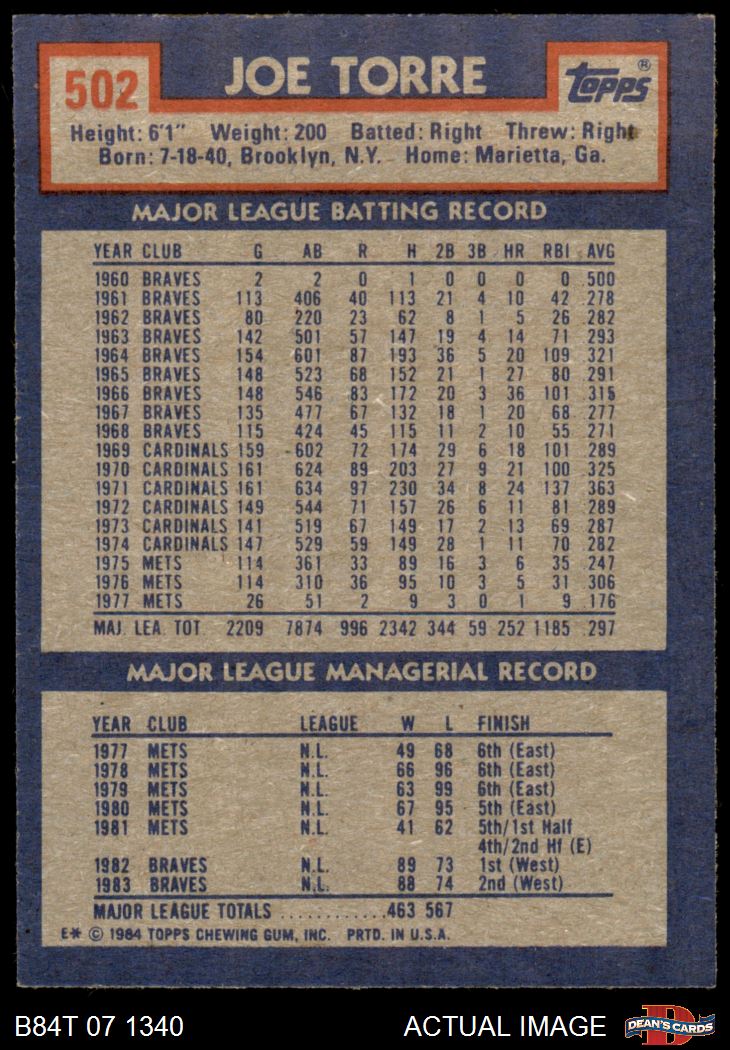 502 JOE TORRE Topps®
Height: 6'1" Weight: 200 Batted: Right Threw: Right
Born: 7-18-40, Brooklyn, N.Y. Home: Marietta, Ga.
MAJOR LEAGUE BATTING RECORD
YEAR CLUB G AB R H 2B 3B HR RBI AVG
1960 BRAVES 2 2 0 1 0 0 0 0 .500
1961 BRAVES 113 406 40 113 21 4 10 42 .278
1962 BRAVES 80 220 23 62 8 1 5 26 .282
1963 BRAVES 142 501 57 147 19 4 14 71 .293
1964 BRAVES 154 601 87 193 36 5 20 109 .321
1965 BRAVES 148 523 68 152 21 1 27 80 .291
1966 BRAVES 148 546 83 172 20 3 36 101 .315
1967 BRAVES 135 477 67 132 18 1 20 68 .277
1968 BRAVES 115 424 45 115 11 2 10 55 .271
1969 CARDINALS 159 602 72 174 29 6 18 101 .289
1970 CARDINALS 161 624 89 203 27 9 21 100 .325
1971 CARDINALS 161 634 97 230 34 8 24 137 .363
1972 CARDINALS 149 544 71 157 26 6 11 81 .289
1973 CARDINALS 141 519 67 149 17 2 13 69 .287
1974 CARDINALS 147 529 59 149 28 1 11 70 .282
1975 METS 114 361 33 89 16 3 6 35 .247
1976 METS 114 310 36 95 10 3 5 31 .306
1977 METS 26 51 2 9 3 0 1 9 .176
MAJ. LEA. TOT. 2209 7874 996 2342 344 59 252 1185 .297
MAJOR LEAGUE MANAGERIAL RECORD
YEAR CLUB LEAGUE W L FINISH
1977 METS N.L. 49 68 6th (East)
1978 METS N.L. 66 96 6th (East)
1979 METS N.L. 63 99 6th (East)
1980 METS N.L. 67 95 5th (East)
1981 METS N.L. 41 62 5th/1st Half
4th/2nd Hf (E)
1982 BRAVES N.L. 89 73 1st (West)
1983 BRAVES N.L. 88 74 2nd (West)
MAJOR LEAGUE TOTALS ............463 567
E* © 1984 TOPPS CHEWING GUM, INC. PRTD. IN U.S.A.
B84T 07 1340 ACTUAL IMAGE D DEAN'S CARDS